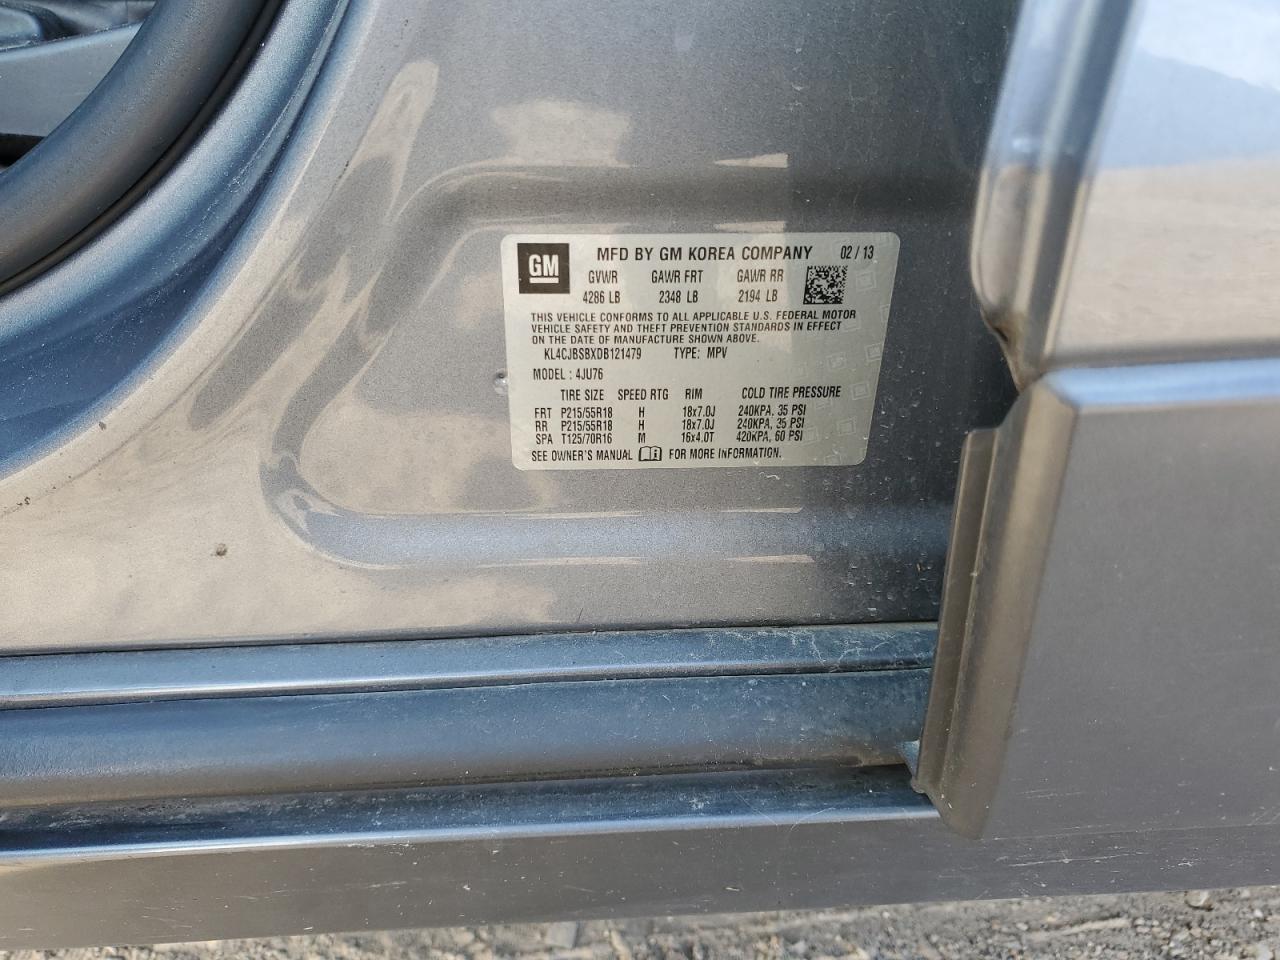 GM MFD BY GM KOREA COMPANY 02 / 13
GVWR GAWR FRT GAWR RR
4286 LB 2348 LB 2194 LB
THIS VEHICLE CONFORMS TO ALL APPLICABLE U.S. FEDERAL MOTOR
VEHICLE SAFETY AND THEFT PREVENTION STANDARDS IN EFFECT
ON THE DATE OF MANUFACTURE SHOWN ABOVE.
KL4CJBSBXDB121479 TYPE: MPV
MODEL : 4JU76
TIRE SIZE SPEED RTG RIM COLD TIRE PRESSURE
FRT P215/55R18 H 18x7.0J 240KPA, 35 PSI
RR P215/55R18 H 18x7.0J 240KPA, 35 PSI
SPA T125/70R16 M 16x4.0T 420KPA, 60 PSI
SEE OWNER'S MANUAL FOR MORE INFORMATION.